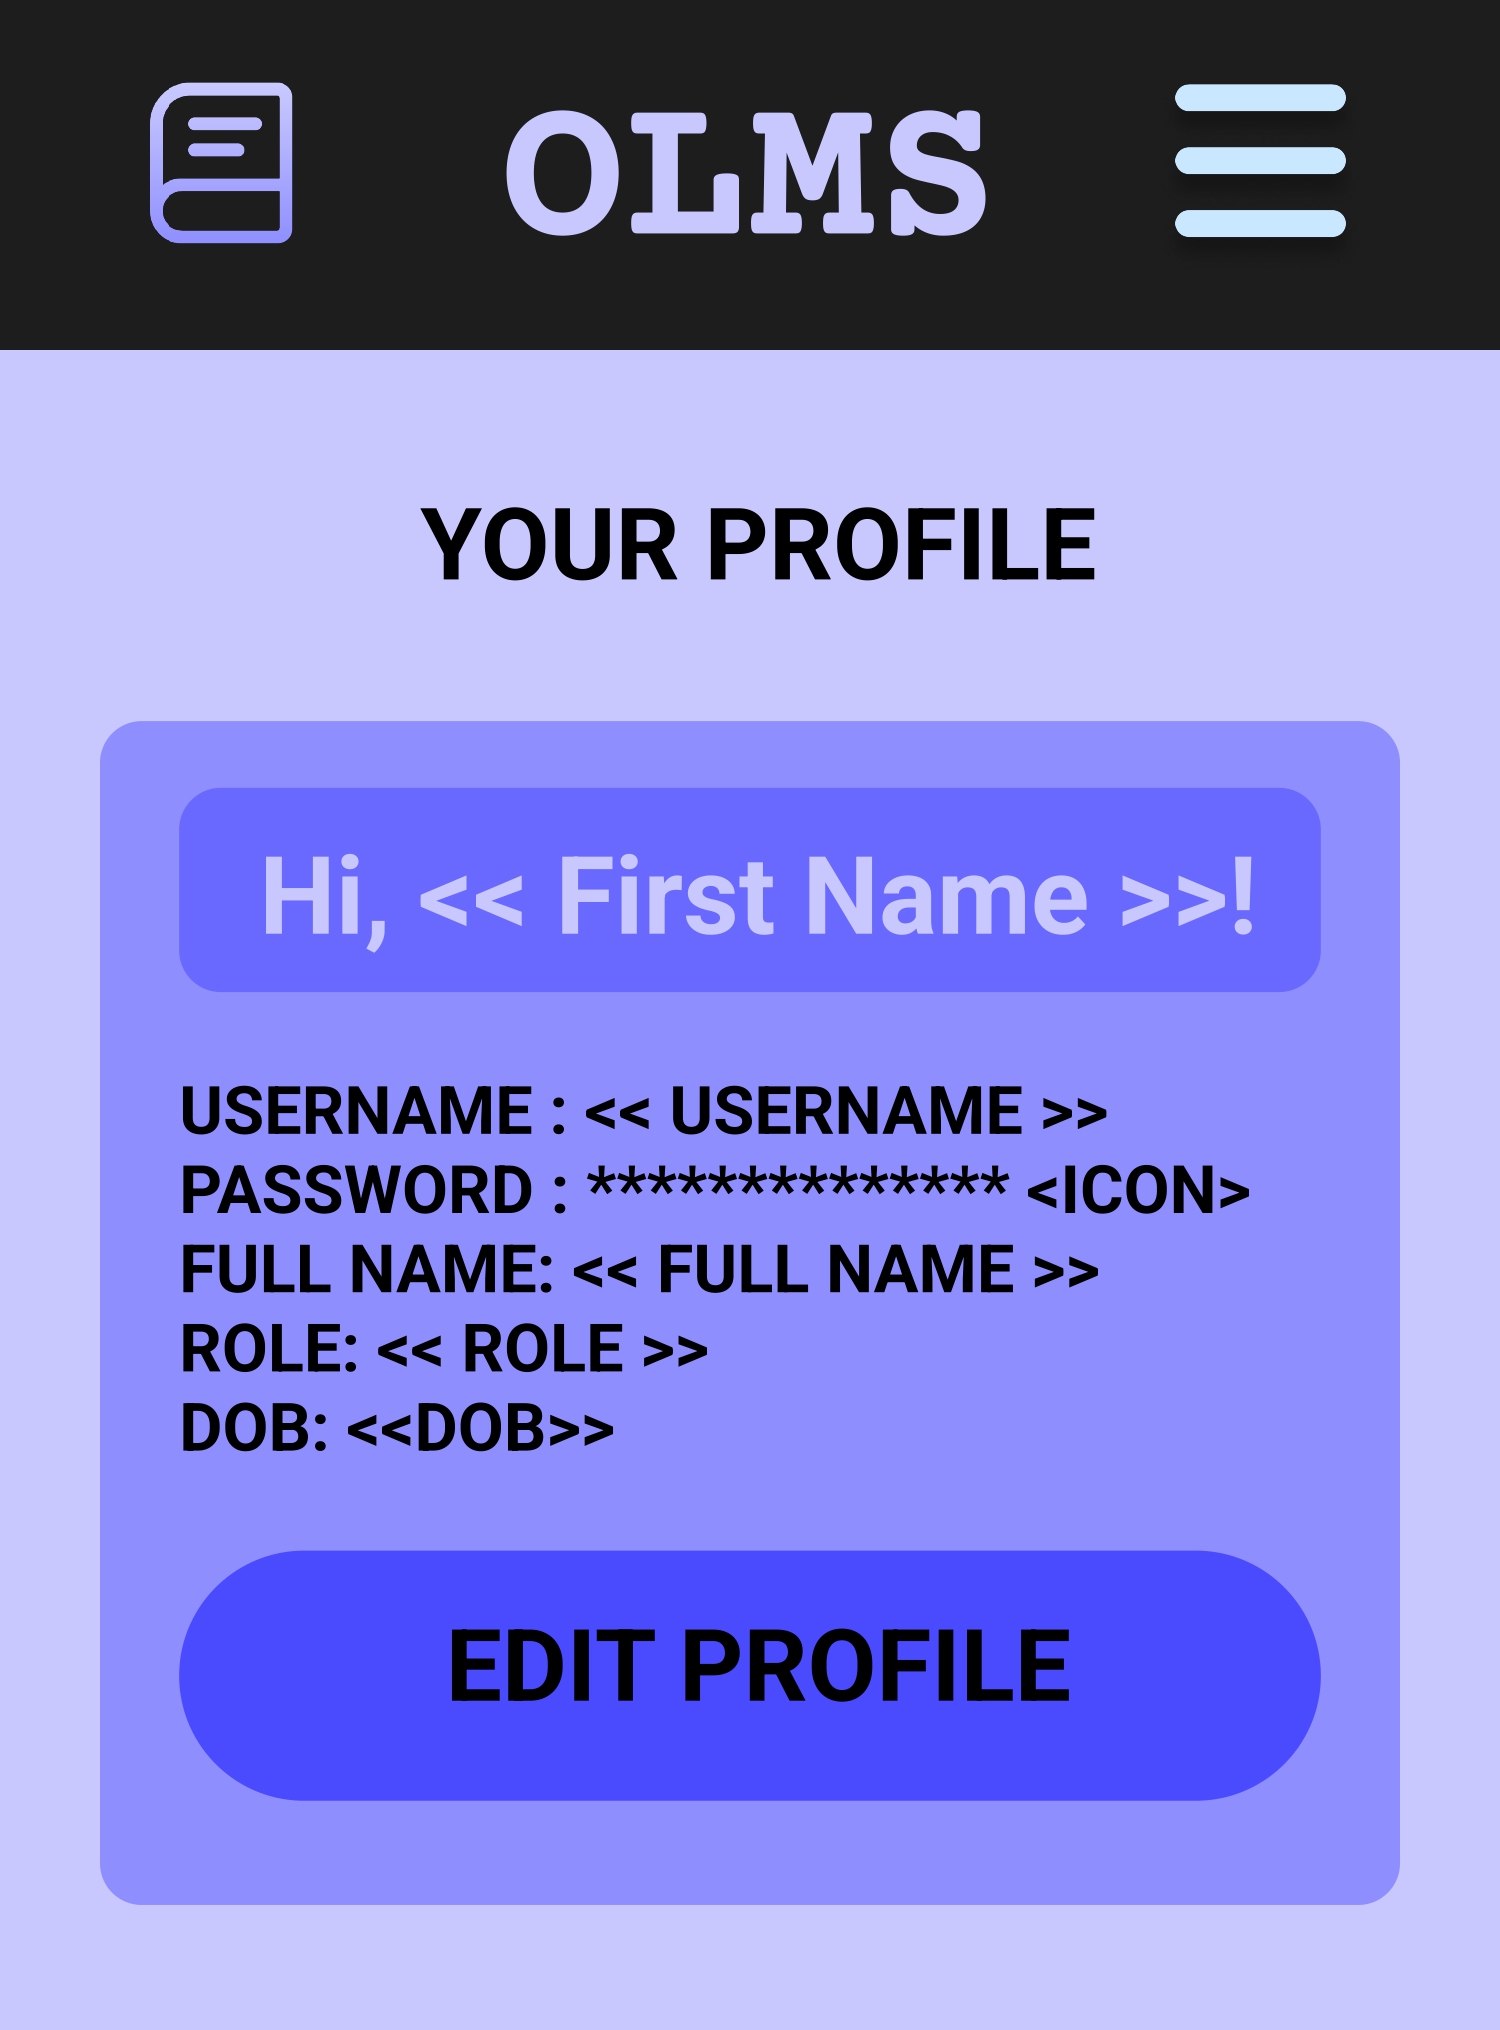 OLMS
YOUR PROFILE
Hi, << First Name >>!
USERNAME : << USERNAME >>
PASSWORD : ************** <ICON>
FULL NAME: << FULL NAME >>
ROLE: << ROLE >>
DOB: <<DOB>>
EDIT PROFILE